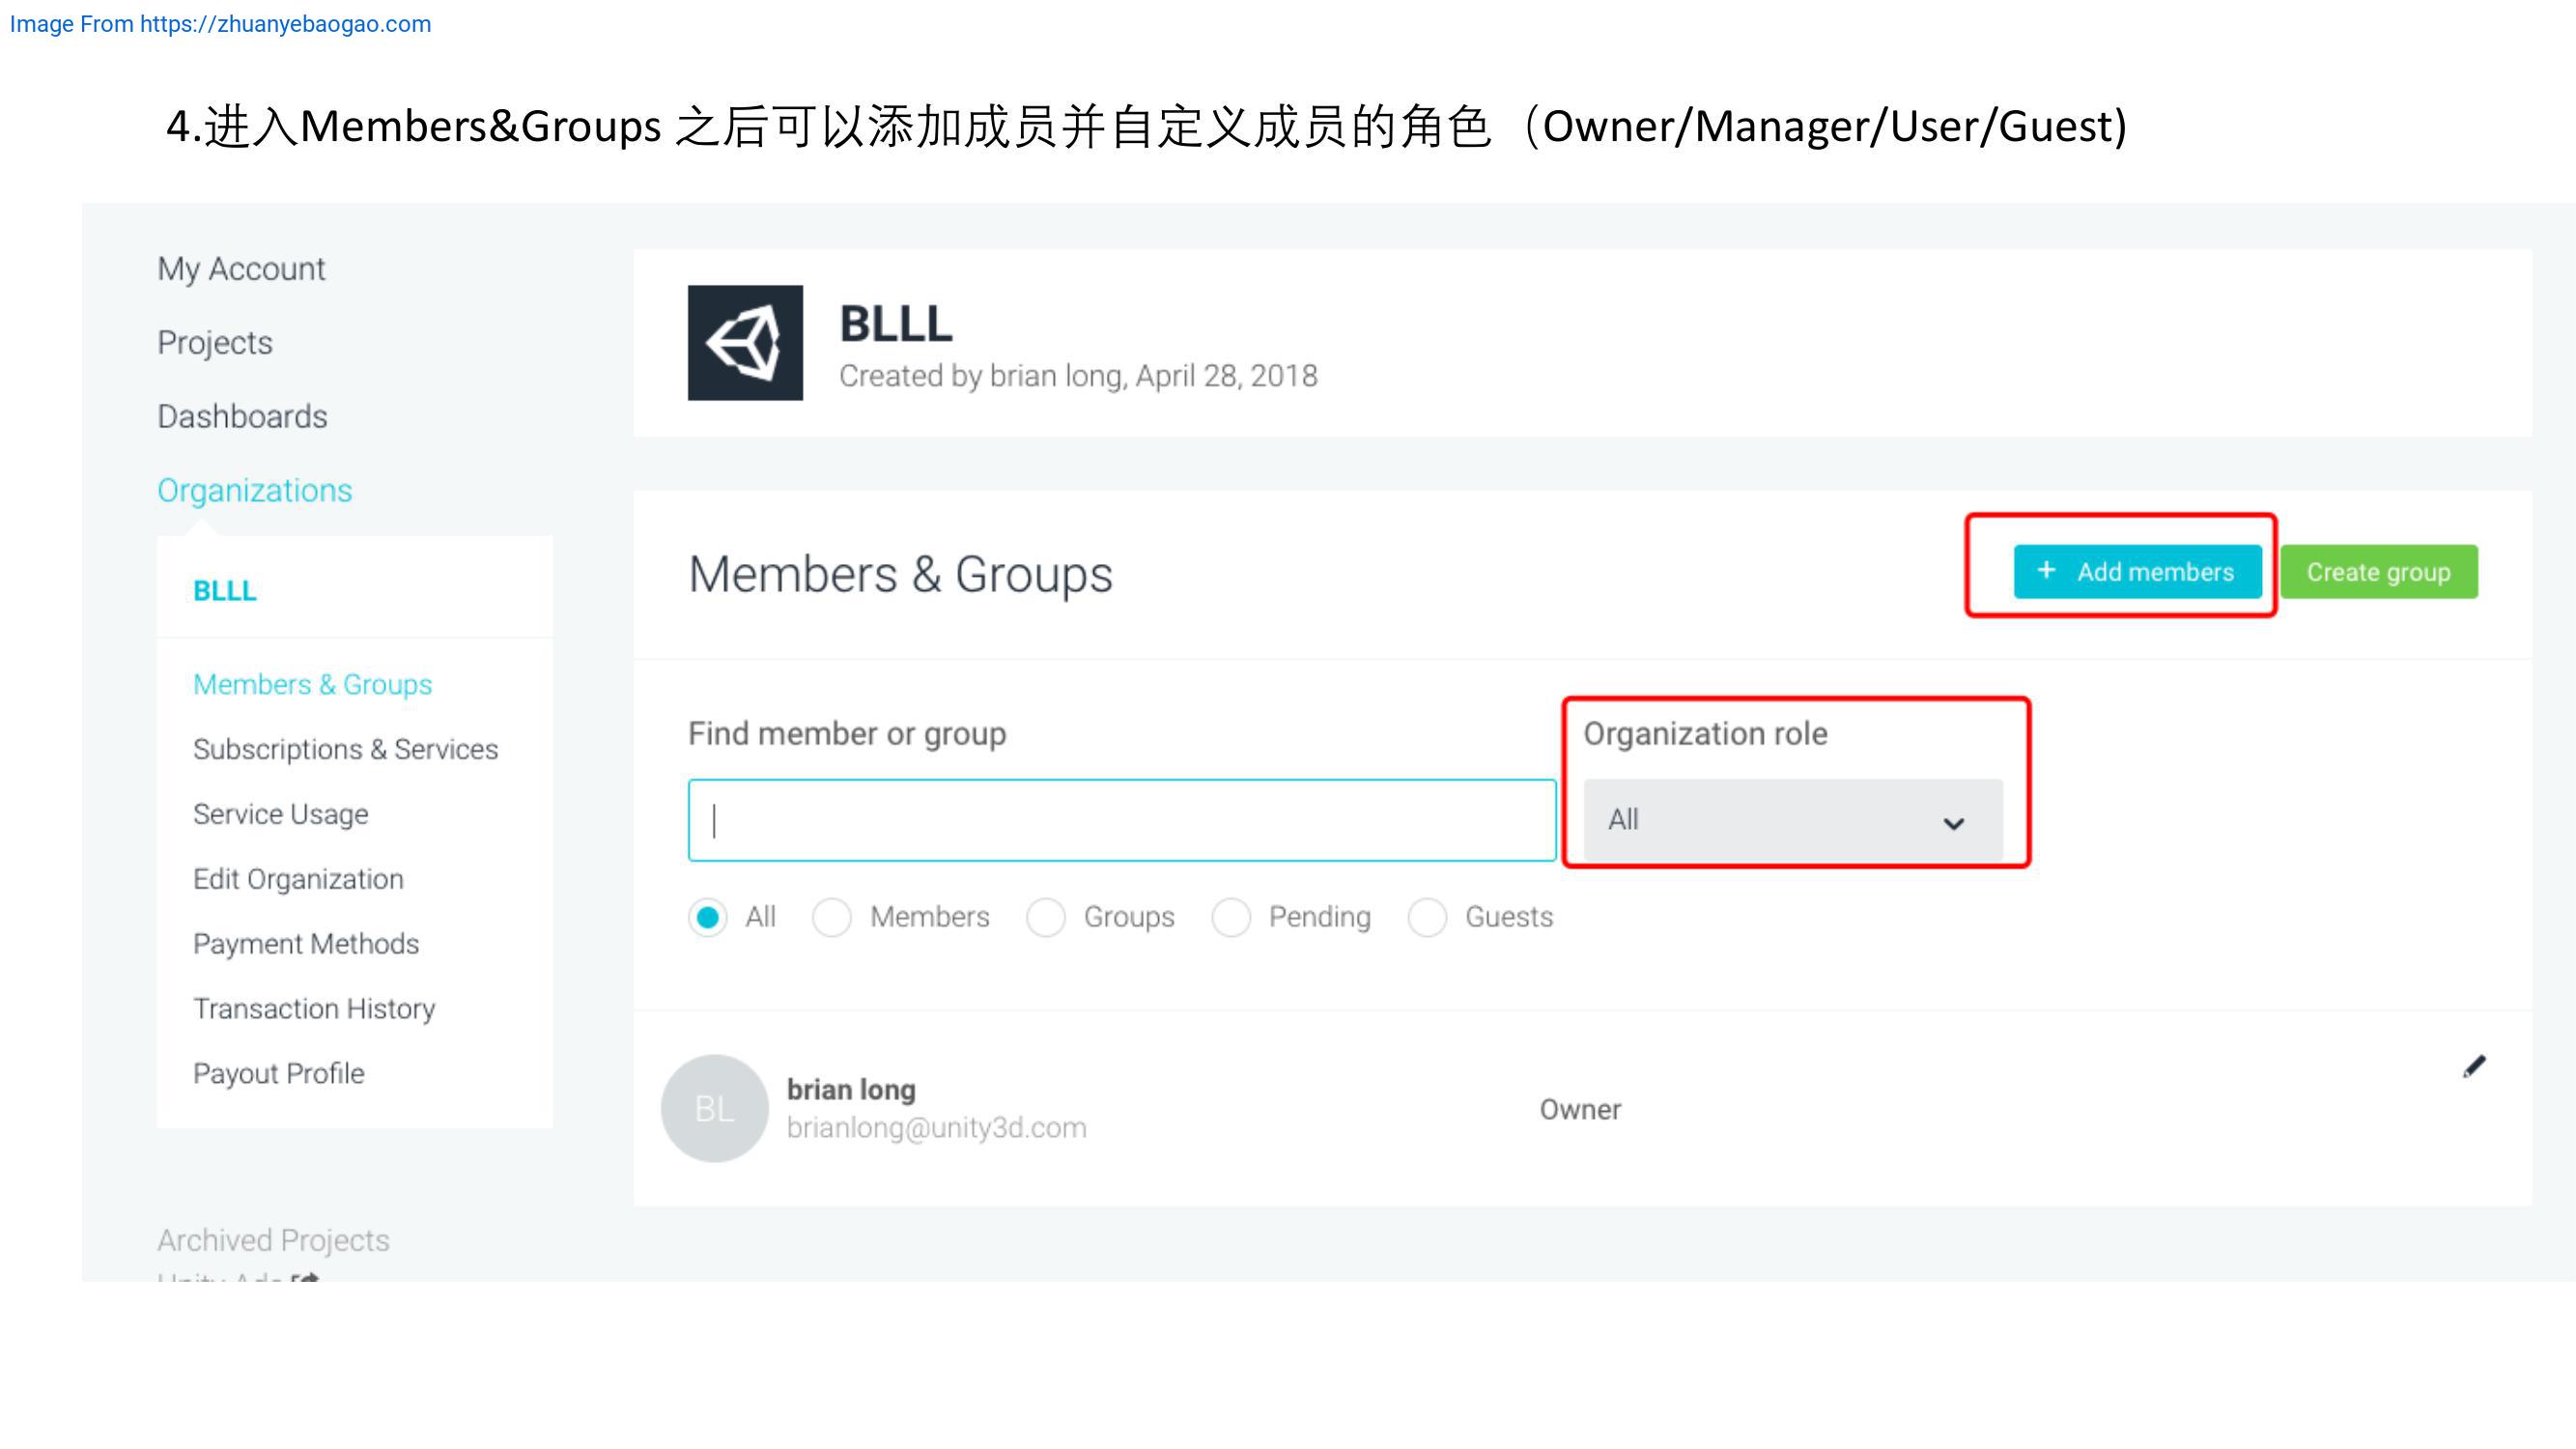 Image From https://zhuanyebaogao.com
4.进入Members&Groups 之后可以添加成员并自定义成员的角色（Owner/Manager/User/Guest)
My Account
Projects
Dashboards
Organizations
BLLL
Members & Groups
Subscriptions & Services
Service Usage
Edit Organization
Payment Methods
Transaction History
Payout Profile
Archived Projects
BLLL
Created by brian long, April 28, 2018
Members & Groups
+ Add members
Create group
Find member or group
Organization role
All
All Members Groups Pending Guests
BL
brian long
brianlong@unity3d.com
Owner